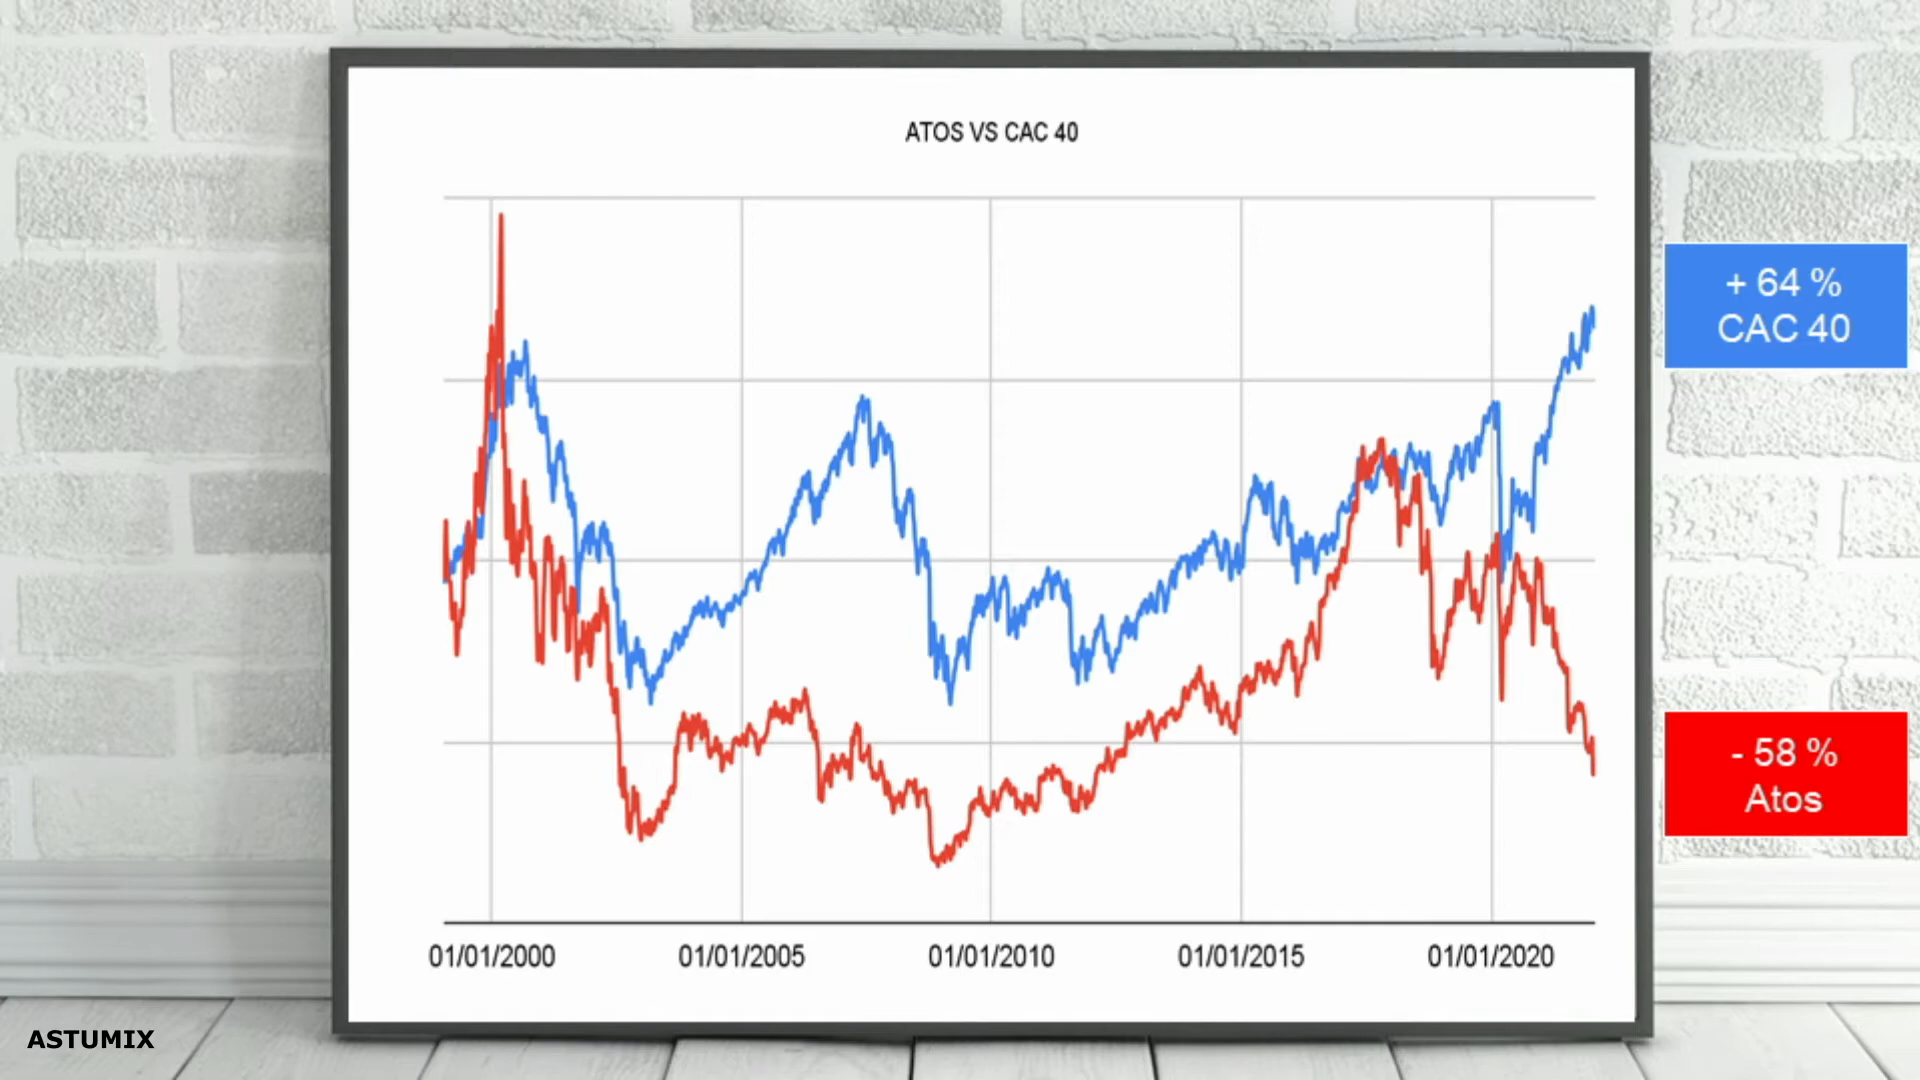 ATOS VS CAC 40
+ 64 %
CAC 40
- 58 %
Atos
01/01/2000
01/01/2005
01/01/2010
01/01/2015
01/01/2020
ASTUMIX